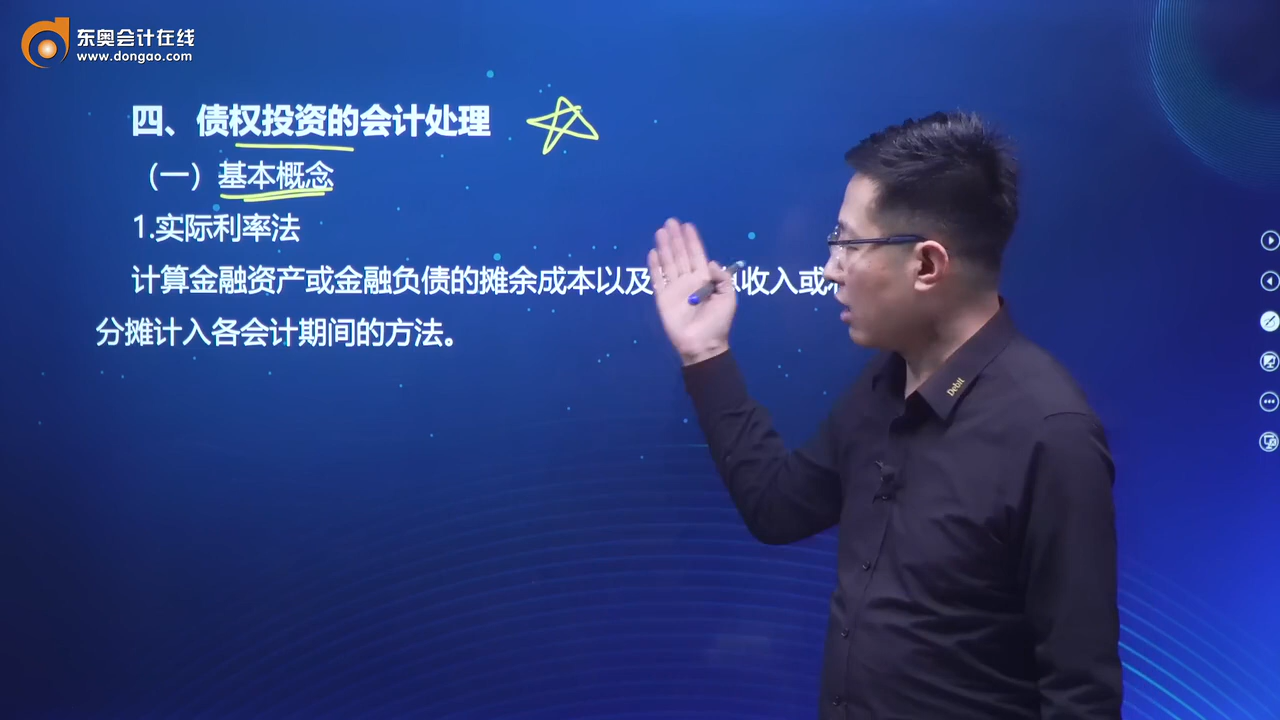 东奥会计在线
www.dongao.com
四、债权投资的会计处理
（一）基本概念
1.实际利率法
计算金融资产或金融负债的摊余成本以及 收入或
分摊计入各会计期间的方法。
Debit